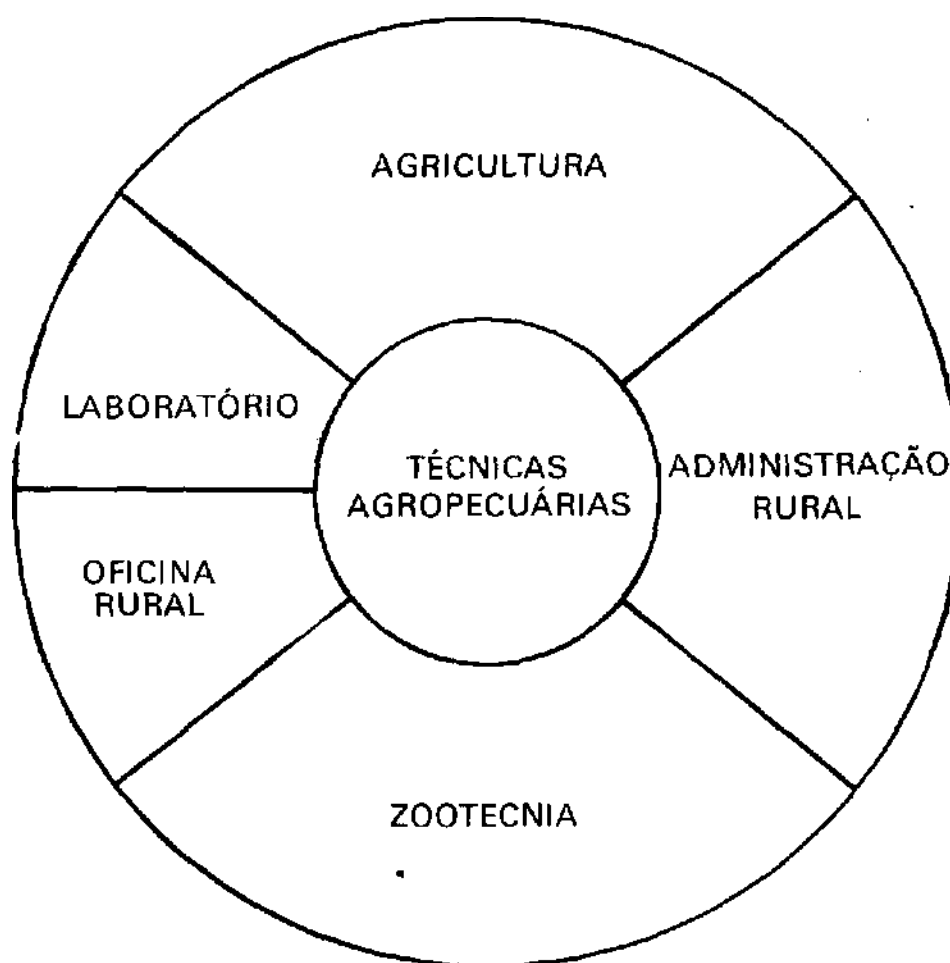 AGRICULTURA
LABORATÓRIO
TÉCNICAS
AGROPECUÁRIAS
ADMINISTRAÇÃO
RURAL
OFICINA
RURAL
ZOOTECNIA